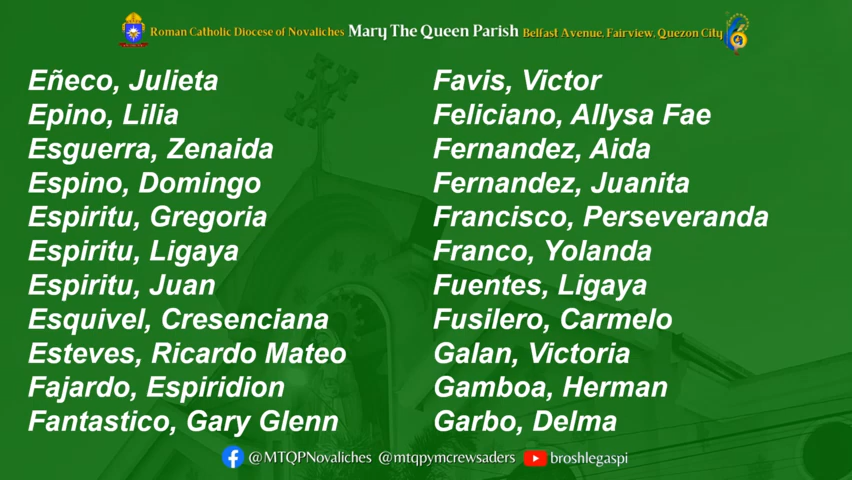 Roman Catholic Diocese of Novaliches Mary The Queen Parish Belfast Avenue, Fairview, Quezon City
Eñeco, Julieta
Epino, Lilia
Esguerra, Zenaida
Espino, Domingo
Espiritu, Gregoria
Espiritu, Ligaya
Espiritu, Juan
Esquivel, Cresenciana
Esteves, Ricardo Mateo
Fajardo, Espiridion
Fantastico, Gary Glenn
Favis, Victor
Feliciano, Allysa Fae
Fernandez, Aida
Fernandez, Juanita
Francisco, Perseveranda
Franco, Yolanda
Fuentes, Ligaya
Fusilero, Carmelo
Galan, Victoria
Gamboa, Herman
Garbo, Delma
@MTQPNovaliches @mtqpymcrewsaders broshlegaspi